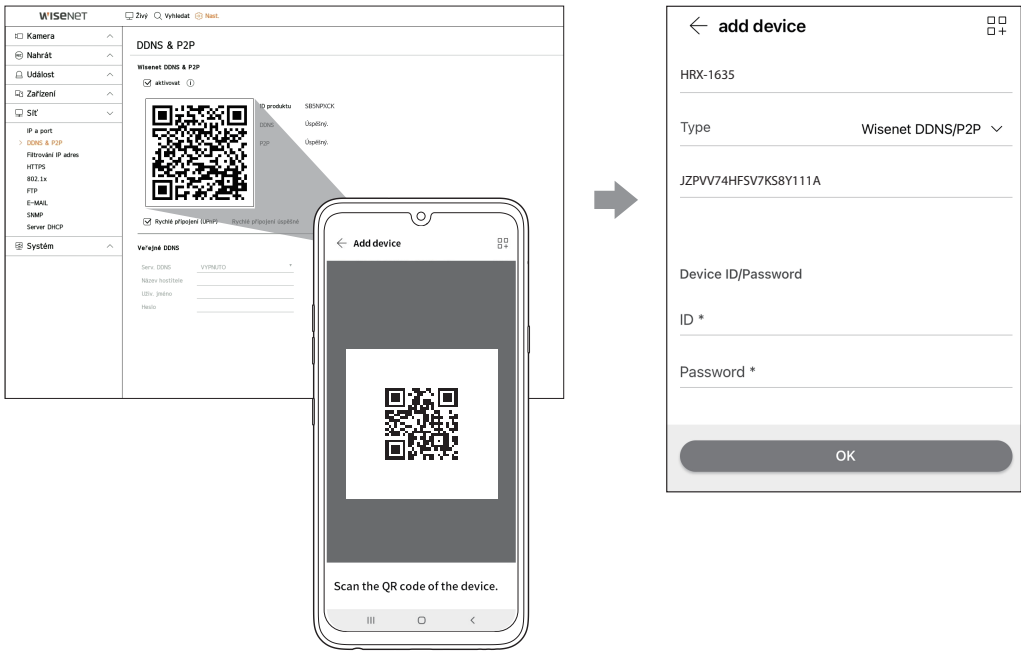 WISENET
Živý Vyhledat Nast.
Kamera
Nahrát
Událost
Zařízení
Síť
IP a port
DDNS & P2P
Filtrování IP adres
HTTPS
802.1x
FTP
E-MAIL
SNMP
Server DHCP
Systém
DDNS & P2P
Wisenet DDNS & P2P
aktivovat
ID produktu SBSNPXCK
DDNS Úspěšný.
P2P Úspěšný.
Rychlé připojení (UPnP) Rychlé připojení úspěšné
Veřejné DDNS
Serv. DDNS VYPNUTO
Název hostitele
Uživ. jméno
Heslo
Add device
Scan the QR code of the device.
add device
HRX-1635
Type Wisenet DDNS/P2P
JZPVV74HFSV7KS8Y111A
Device ID/Password
ID *
Password *
OK